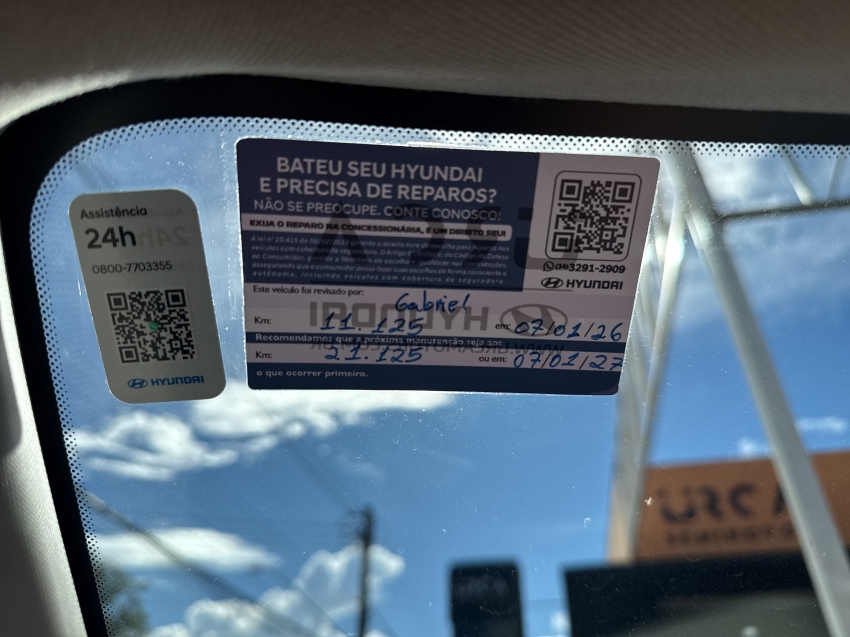 Assistência
24h
0800-7703355
HYUNDAI
BATEU SEU HYUNDAI
E PRECISA DE REPAROS?
NÃO SE PREOCUPE. CONTE CONOSCO!
EXIJA O REPARO NA CONCESSIONÁRIA, É UM DIREITO SEU!
3291-2909
HYUNDAI
Este veículo foi revisado por:
Gabriel
Km: 11.125 em: 07/01/26
Recomendamos que a próxima manutenção seja aos
Km: 21.125 ou em: 07/01/27
o que ocorrer primeiro.
URCA
HYUNDAI